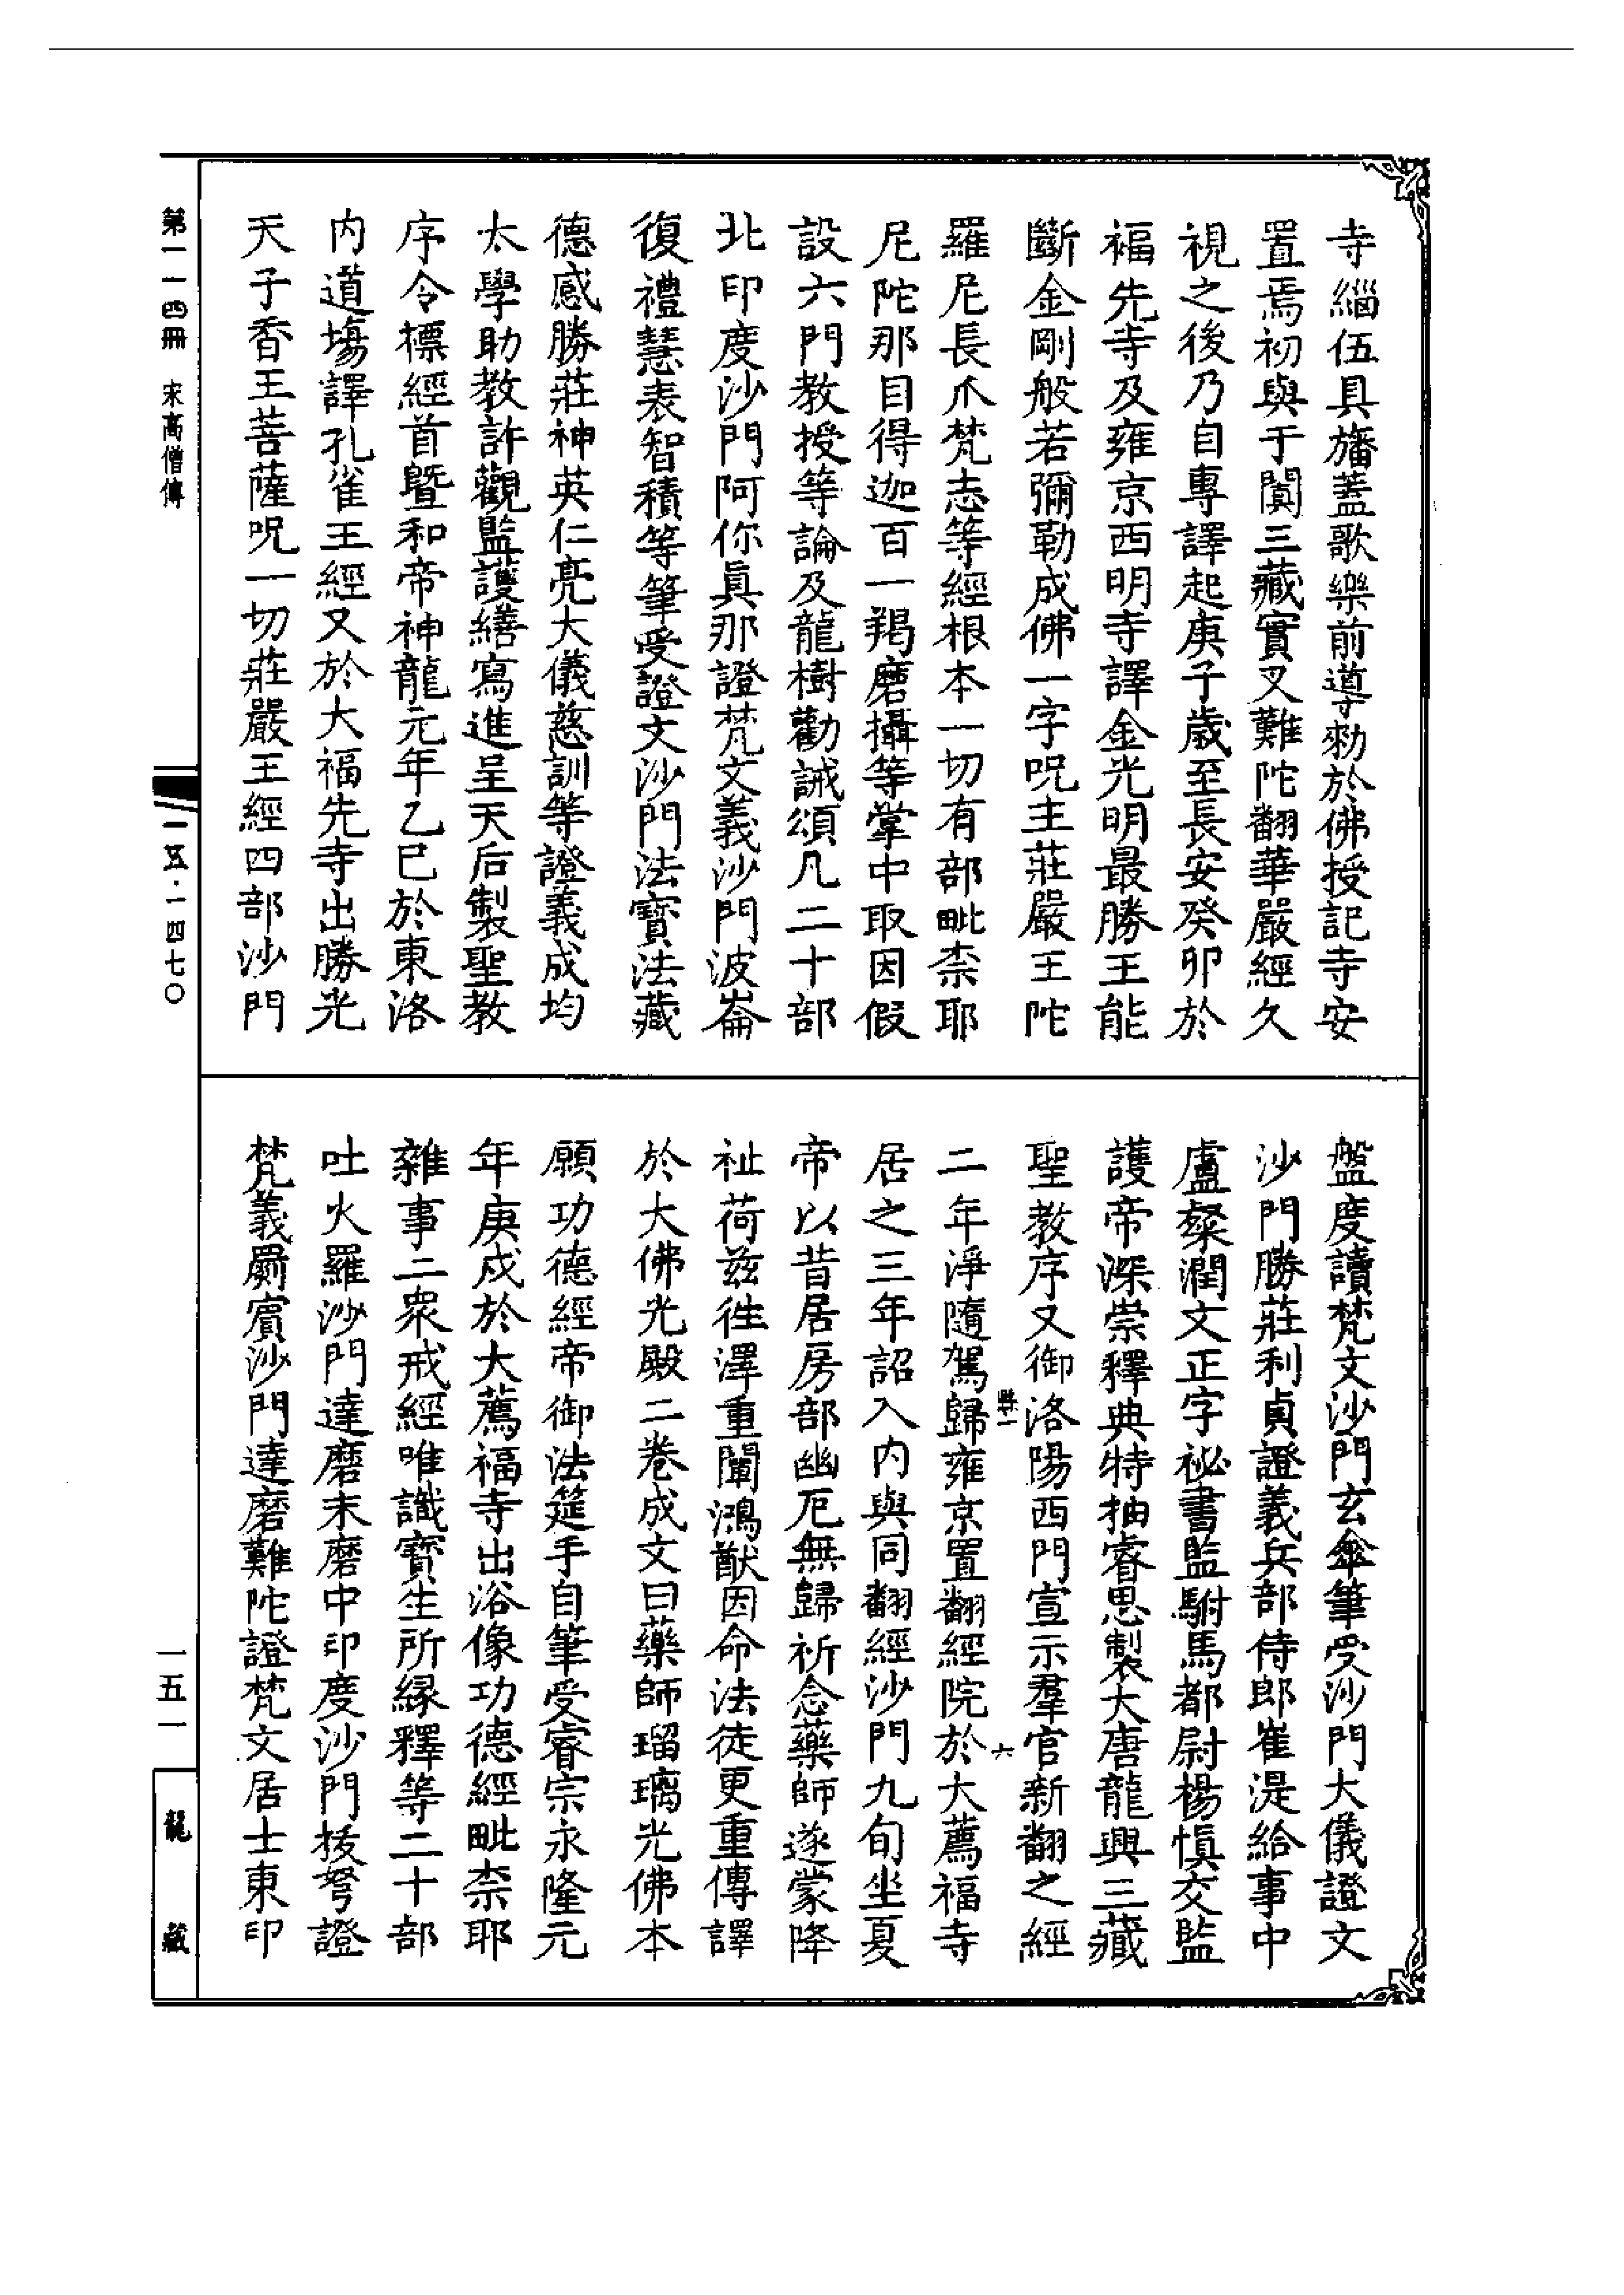 寺緇伍具旛蓋歌樂前導勑於佛授記寺安
置焉初與于闐三藏實叉難陀翻華嚴經久
視之後乃自專譯起庚子歲至長安癸卯於
福先寺及雍京西明寺譯金光明最勝王能
斷金剛般若彌勒成佛一字呪王莊嚴王陀
羅尼長爪梵志等經根本一切有部毗柰耶
尼陀那目得迦百一羯磨攝等掌中取因假
設六門教授等論及龍樹勸誡頌凡二十部
北印度沙門阿你眞那證梵文義沙門波崙
復禮慧表智積等筆受證文沙門法寶法藏
德感勝莊神英仁亮大儀慈訓等證義成均
太學助教許觀監護繕寫進呈天后製聖教
序令標經首暨和帝神龍元年乙巳於東洛
内道塲譯孔雀王經又於大福先寺出勝光
天子香王菩薩呪一切莊嚴王經四部沙門
盤度讀梵文沙門玄傘筆受沙門大儀證文
沙門勝莊利貞證義兵部侍郎崔湜給事中
盧粲潤文正字祕書監駙馬都尉楊愼交監
護帝深崇釋典特抽睿思製大唐龍興三藏
聖教序又御洛陽西門宣示羣官新翻之經
二年淨隨駕歸雍京置翻經院於大薦福寺
居之三年詔入内與同翻經沙門九旬坐夏
帝以昔居房部幽厄無歸祈念藥師遂蒙降
祉荷兹徃澤重闡鴻猷因命法徒更重傳譯
於大佛光殿二卷成文曰藥師瑠璃光佛本
願功德經帝御法筵手自筆受睿宗永隆元
年庚戍於大薦福寺出浴像功德經毗柰耶
雜事二衆戒經唯識寶生所緣釋等二十部
吐火羅沙門達磨末磨中印度沙門拔弩證
梵義罽賓沙門達磨難陀證梵文居士東印
縣一
六
第一一四冊 宋高僧傳
一五·一四七〇
一五一
龍藏